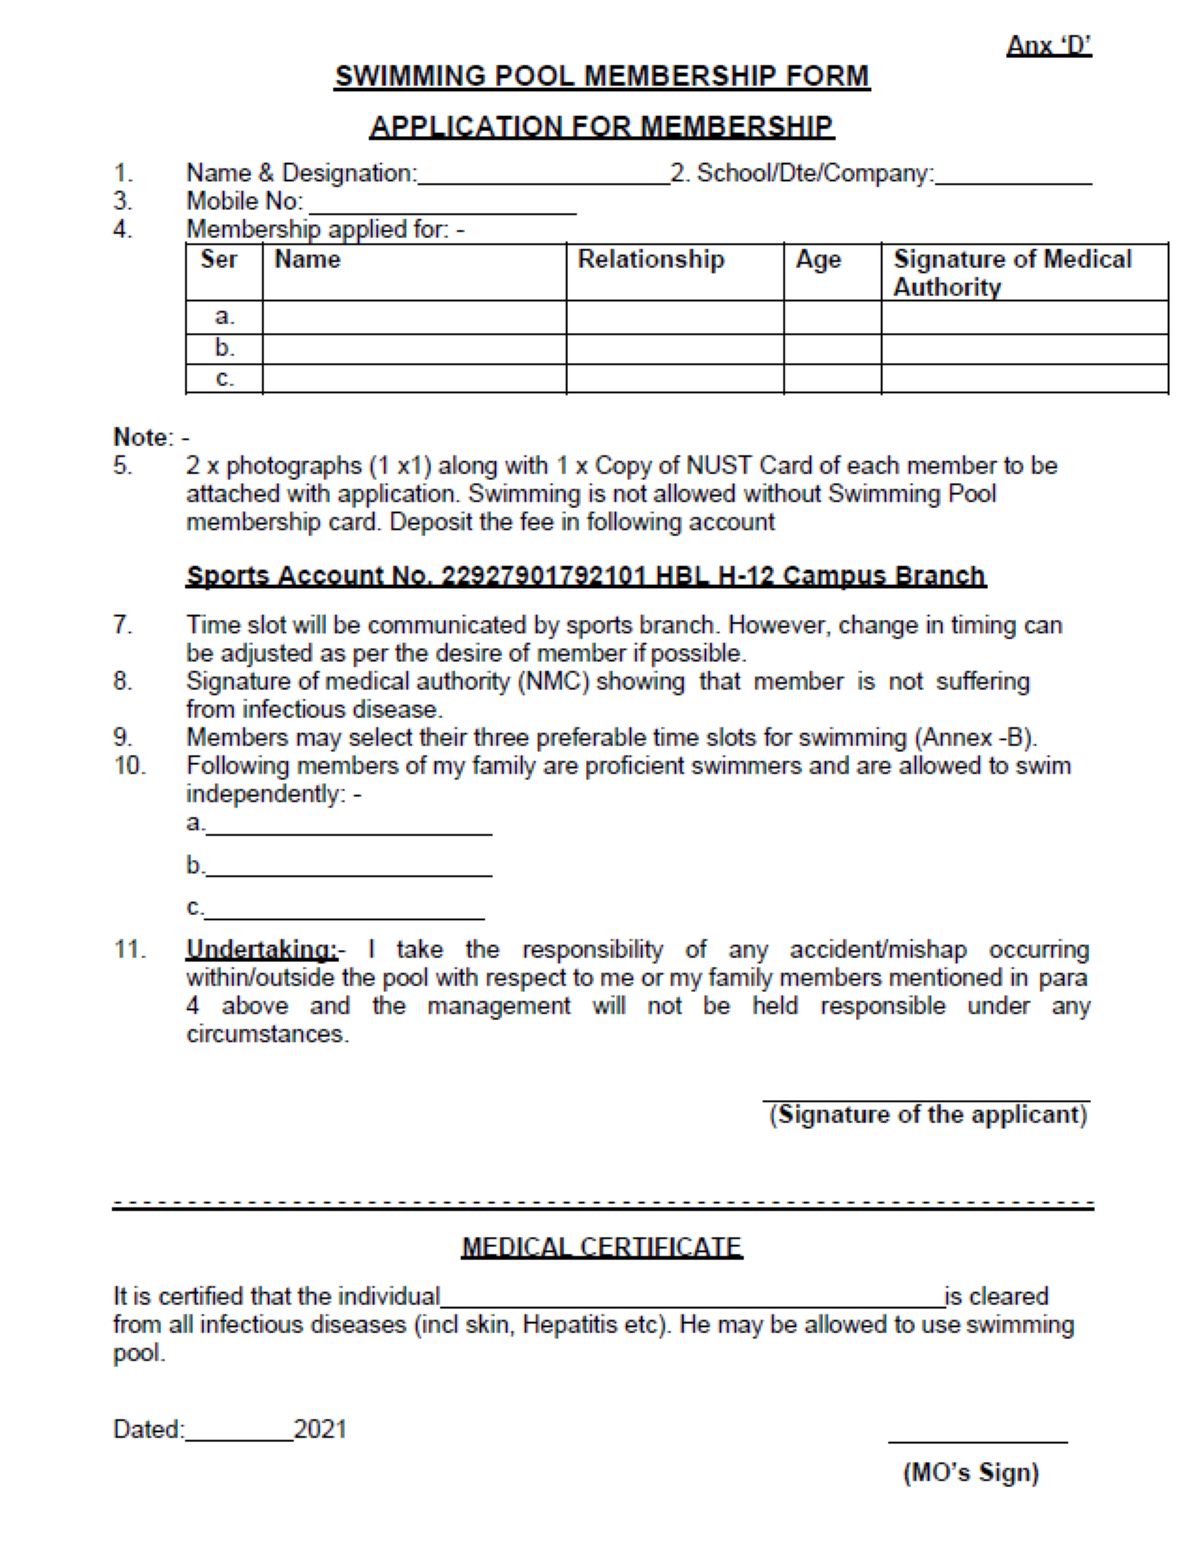 Anx ‘D’
SWIMMING POOL MEMBERSHIP FORM
APPLICATION FOR MEMBERSHIP
1. Name & Designation:___________________2. School/Dte/Company:____________
3. Mobile No: ____________________
4. Membership applied for: -
Ser Name Relationship Age Signature of Medical
Authority
a.
b.
c.
Note: -
5. 2 x photographs (1 x1) along with 1 x Copy of NUST Card of each member to be
attached with application. Swimming is not allowed without Swimming Pool
membership card. Deposit the fee in following account
Sports Account No. 22927901792101 HBL H-12 Campus Branch
7. Time slot will be communicated by sports branch. However, change in timing can
be adjusted as per the desire of member if possible.
8. Signature of medical authority (NMC) showing that member is not suffering
from infectious disease.
9. Members may select their three preferable time slots for swimming (Annex -B).
10. Following members of my family are proficient swimmers and are allowed to swim
independently: -
a.______________________
b.______________________
c.______________________
11. Undertaking:- I take the responsibility of any accident/mishap occurring
within/outside the pool with respect to me or my family members mentioned in para
4 above and the management will not be held responsible under any
circumstances.
(Signature of the applicant)
MEDICAL CERTIFICATE
It is certified that the individual______________________________________is cleared
from all infectious diseases (incl skin, Hepatitis etc). He may be allowed to use swimming
pool.
Dated:________2021
(MO’s Sign)